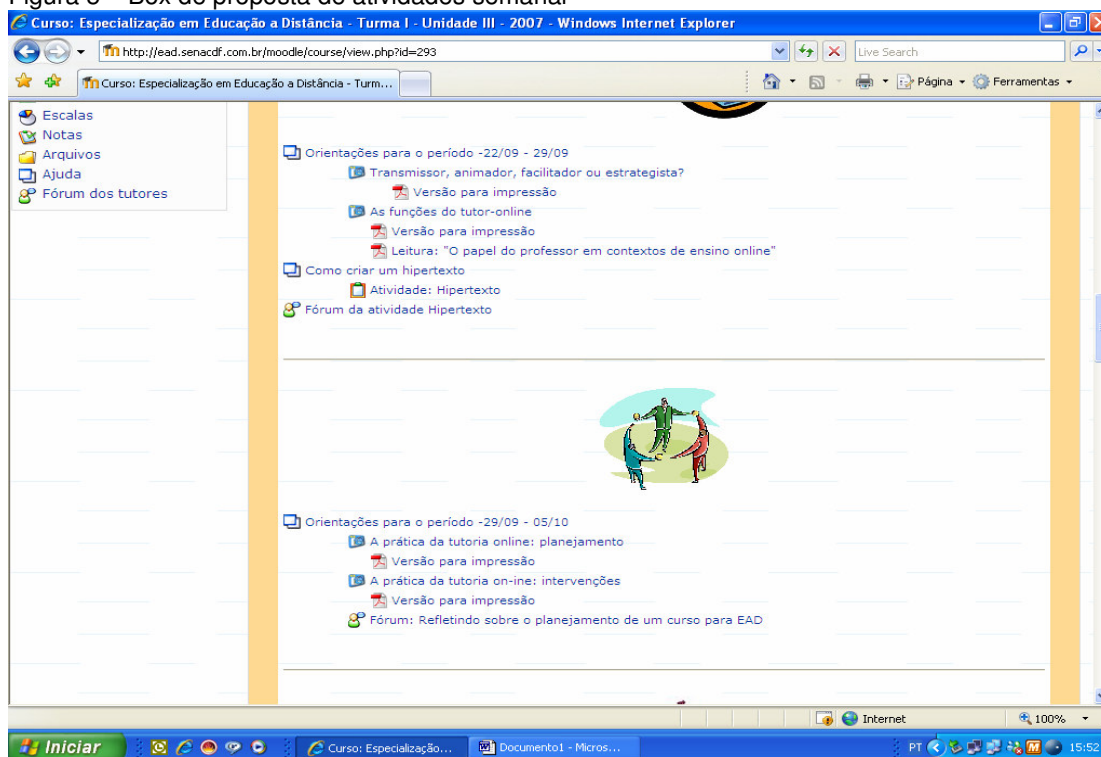 Figura 8 – Box de proposta de atividades semanal
Curso: Especialização em Educação a Distância - Turma I - Unidade III - 2007 - Windows Internet Explorer
http://ead.senacdf.com.br/moodle/course/view.php?id=293
Live Search
Curso: Especialização em Educação a Distância - Turm...
Página
Ferramentas
Escalas
Notas
Arquivos
Ajuda
Fórum dos tutores
Orientações para o período -22/09 - 29/09
Transmissor, animador, facilitador ou estrategista?
Versão para impressão
As funções do tutor-online
Versão para impressão
Leitura: "O papel do professor em contextos de ensino online"
Como criar um hipertexto
Atividade: Hipertexto
Fórum da atividade Hipertexto
Orientações para o período -29/09 - 05/10
A prática da tutoria online: planejamento
Versão para impressão
A prática da tutoria on-ine: intervenções
Versão para impressão
Fórum: Refletindo sobre o planejamento de um curso para EAD
Internet
100%
Iniciar
Curso: Especialização...
Documento1 - Micros...
PT
15:52